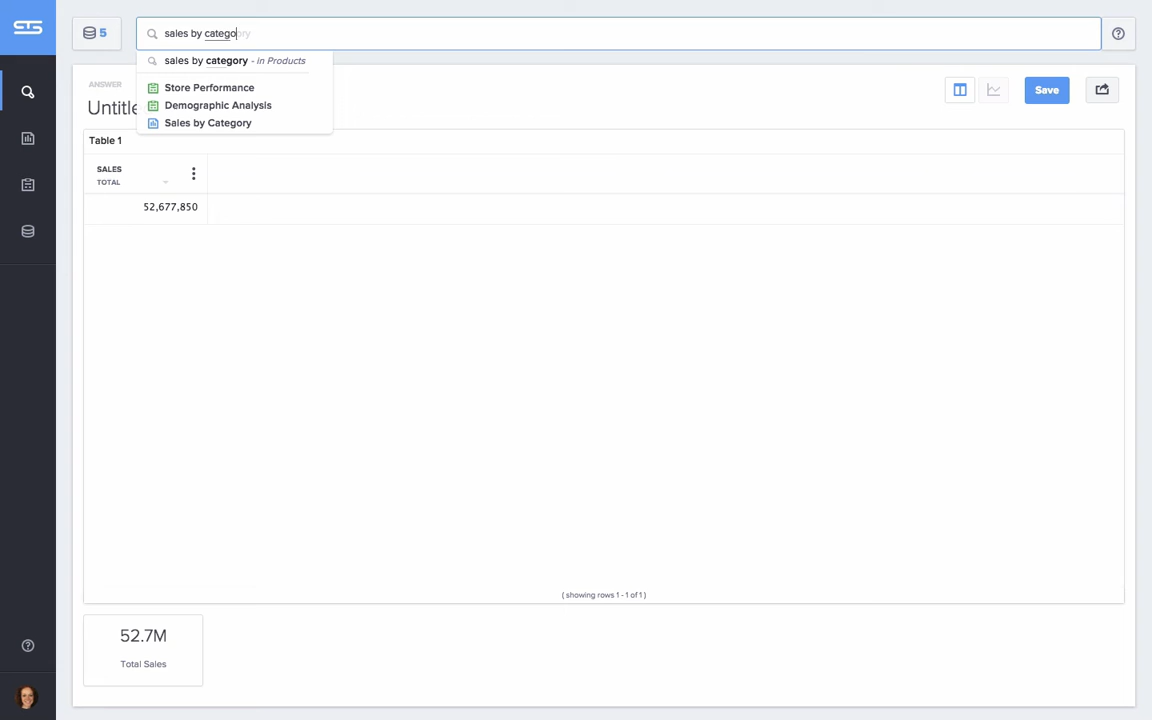 5
sales by category
sales by category - in Products
Store Performance
Demographic Analysis
Sales by Category
ANSWER
Untitle
Save
Table 1
SALES
TOTAL
52,677,850
( showing rows 1 - 1 of 1 )
52.7M
Total Sales